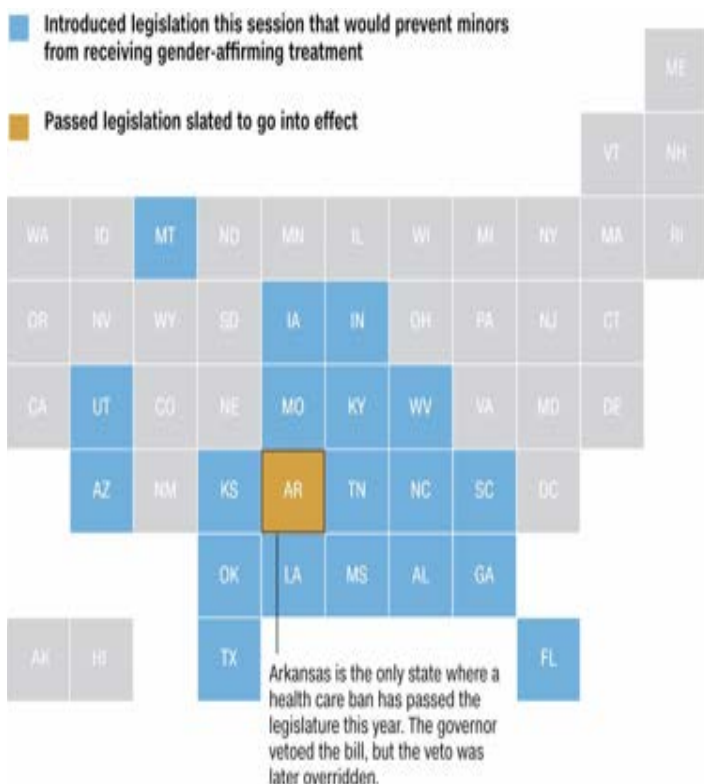 Introduced legislation this session that would prevent minors
from receiving gender-affirming treatment
ME
Passed legislation slated to go into effect
VT NH
WA ID MT ND MN IL WI MI NY MA RI
OR NV WY SD IA IN OH PA NJ CT
CA UT CO NE MO KY WV VA MD DE
AZ NM KS AR TN NC SC DC
OK LA MS AL GA
AK HI TX FL
Arkansas is the only state where a
health care ban has passed the
legislature this year. The governor
vetoed the bill, but the veto was
later overridden.